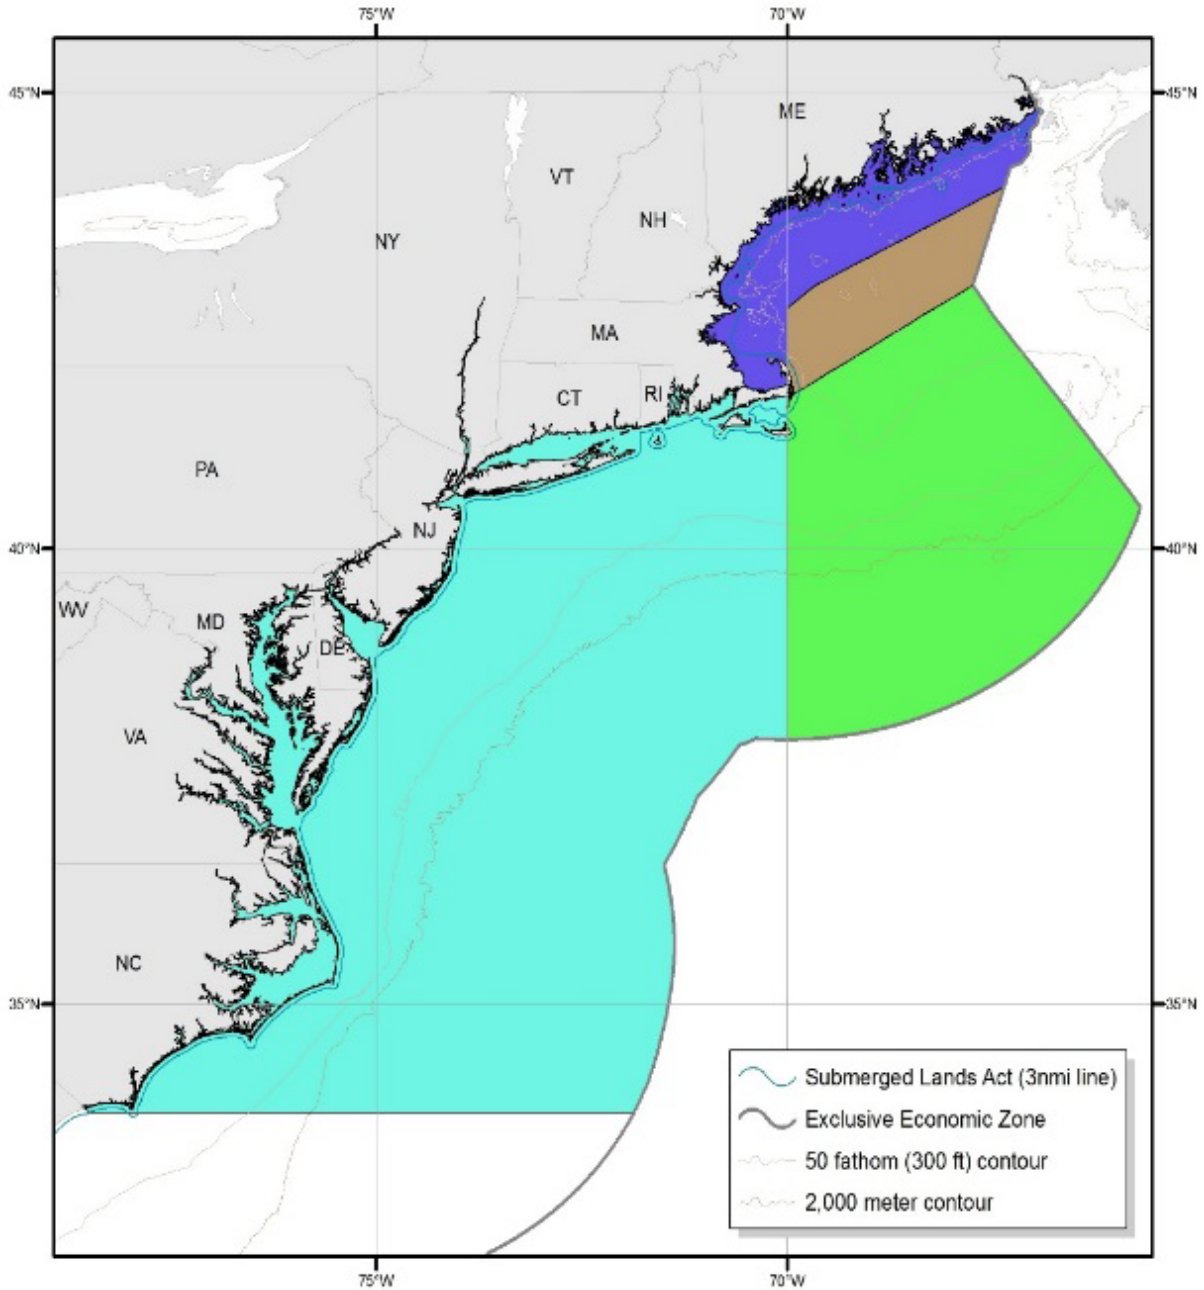 75°W 70°W
45°N 45°N
ME
VT
NH
NY
MA
CT RI
PA
NJ
40°N 40°N
WV
MD
DE
VA
NC
35°N 35°N
Submerged Lands Act (3nmi line)
Exclusive Economic Zone
50 fathom (300 ft) contour
2,000 meter contour
75°W 70°W